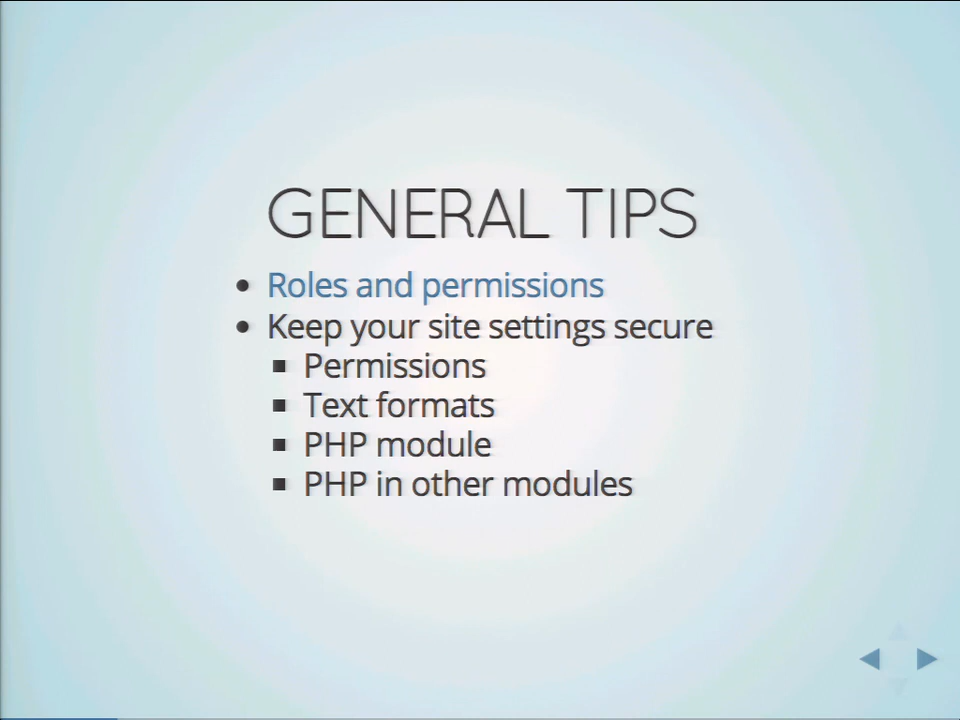 GENERAL TIPS
Roles and permissions
Keep your site settings secure
Permissions
Text formats
PHP module
PHP in other modules